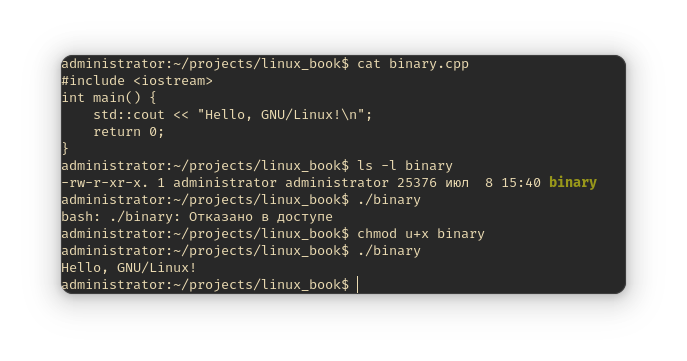 administrator:~/projects/linux_book$ cat binary.cpp
#include <iostream>
int main() {
    std::cout << "Hello, GNU/Linux!\n";
    return 0;
}
administrator:~/projects/linux_book$ ls -l binary
-rw-r-xr-x. 1 administrator administrator 25376 июл  8 15:40 binary
administrator:~/projects/linux_book$ ./binary
bash: ./binary: Отказано в доступе
administrator:~/projects/linux_book$ chmod u+x binary
administrator:~/projects/linux_book$ ./binary
Hello, GNU/Linux!
administrator:~/projects/linux_book$